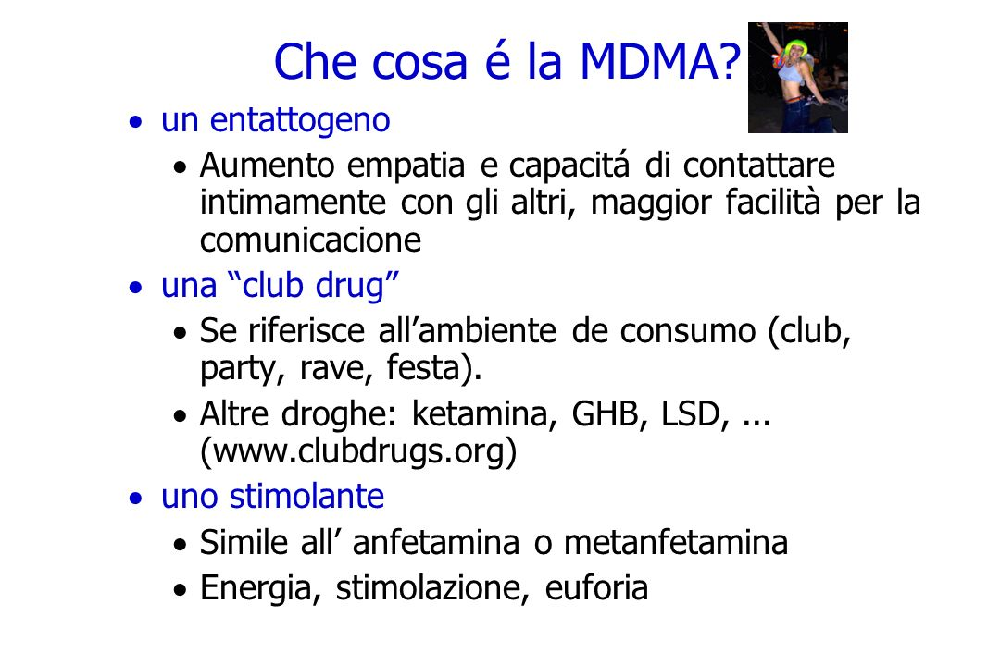 Che cosa é la MDMA?
• un entattogeno
• Aumento empatia e capacitá di contattare
intimamente con gli altri, maggior facilità per la
comunicacione
• una “club drug”
• Se riferisce all’ambiente de consumo (club,
party, rave, festa).
• Altre droghe: ketamina, GHB, LSD, ...
(www.clubdrugs.org)
• uno stimolante
• Simile all’ anfetamina o metanfetamina
• Energia, stimolazione, euforia